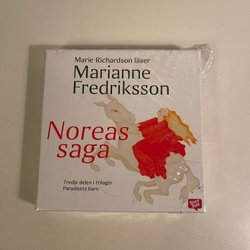 Marie Richardson läser
Marianne
Fredriksson
Noreas
saga
Tredje delen i trilogin
Paradisets barn